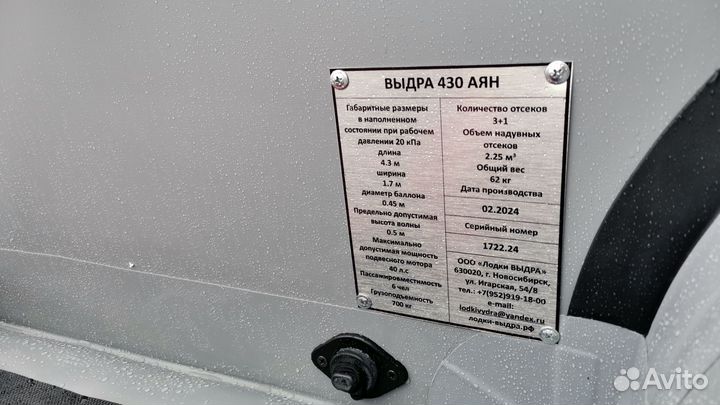 ВЫДРА 430 АЯН
Габаритные размеры
в наполненном
состоянии при рабочем
давлении 20 кПа
длина
4.3 м
ширина
1.7 м
диаметр баллона
0.45 м
Предельно допустимая
высота волны
0.5 м
Максимально
допустимая мощность
подвесного мотора
40 л.с
Пассажировместимость
6 чел
Грузоподъемность
700 кг
Количество отсеков
3+1
Объем надувных
отсеков
2.25 м³
Общий вес
62 кг
Дата производства
02.2024
Серийный номер
1722.24
ООО «Лодки ВЫДРА»
630020, г. Новосибирск,
ул. Игарская, 54/8
тел.: +7(952)919-18-00
e-mail:
lodkivydra@yandex.ru
лодки-выдра.рф
Avito